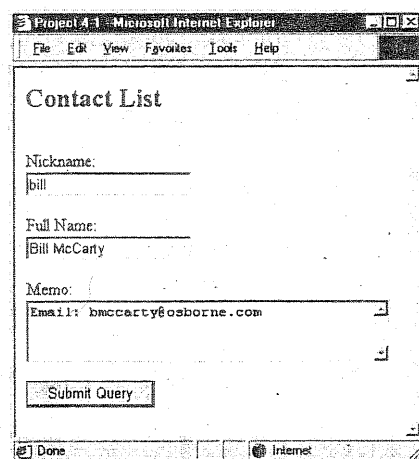 Project 4-1 - Microsoft Internet Explorer
File Edit View Favorites Tools Help
Contact List
Nickname:
bill
Full Name:
Bill McCarty
Memo:
Email: bmccarty@osborne.com
Submit Query
Done Internet